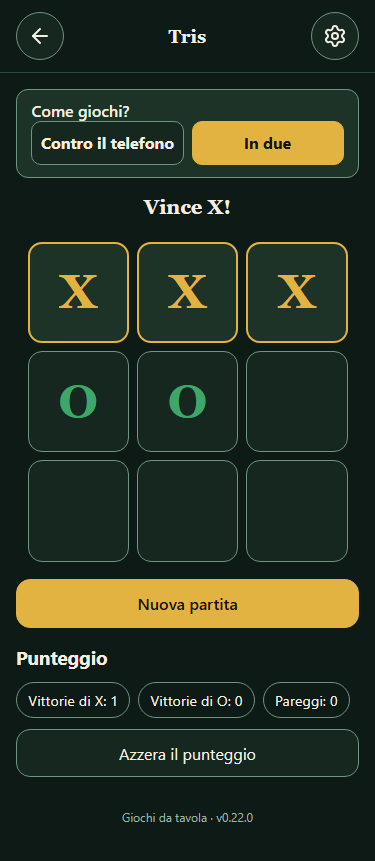 Tris
Come giochi?
Contro il telefono
In due
Vince X!
X X X
O O
Nuova partita
Punteggio
Vittorie di X: 1
Vittorie di O: 0
Pareggi: 0
Azzera il punteggio
Giochi da tavola · v0.22.0